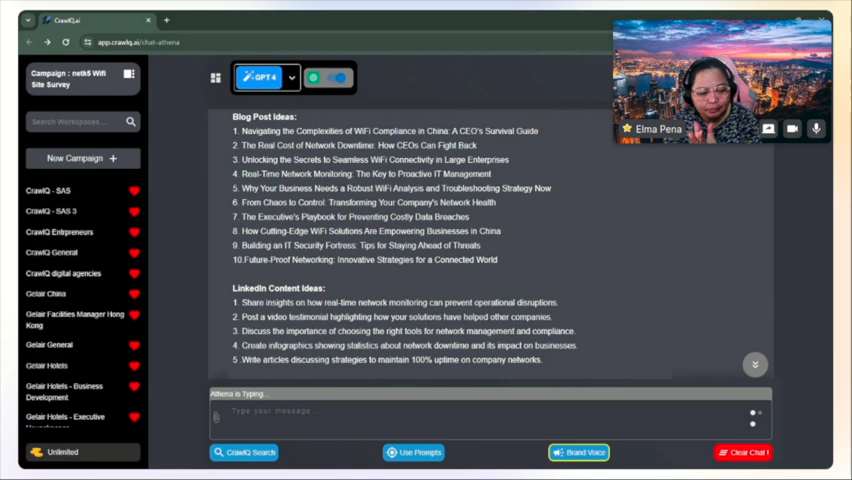 CrawlQ.ai
app.crawlq.ai/chat-athena
Campaign : netk5 Wifi
Site Survey
Search Workspaces...
New Campaign +
CrawlQ - SAS
CrawlQ - SAS 3
CrawlQ Entrpreneurs
CrawlQ General
CrawlQ digital agencies
Gelair China
Gelair Facilities Manager Hong
Kong
Gelair General
Gelair Hotels
Gelair Hotels - Business
Development
Gelair Hotels - Executive
Unlimited
GPT 4
Blog Post Ideas:
1. Navigating the Complexities of WiFi Compliance in China: A CEO's Survival Guide
2. The Real Cost of Network Downtime: How CEOs Can Fight Back
3. Unlocking the Secrets to Seamless WiFi Connectivity in Large Enterprises
4. Real-Time Network Monitoring: The Key to Proactive IT Management
5. Why Your Business Needs a Robust WiFi Analysis and Troubleshooting Strategy Now
6. From Chaos to Control: Transforming Your Company's Network Health
7. The Executive's Playbook for Preventing Costly Data Breaches
8. How Cutting-Edge WiFi Solutions Are Empowering Businesses in China
9. Building an IT Security Fortress: Tips for Staying Ahead of Threats
10.Future-Proof Networking: Innovative Strategies for a Connected World
LinkedIn Content Ideas:
1. Share insights on how real-time network monitoring can prevent operational disruptions.
2. Post a video testimonial highlighting how your solutions have helped other companies.
3. Discuss the importance of choosing the right tools for network management and compliance.
4. Create infographics showing statistics about network downtime and its impact on businesses.
5 .Write articles discussing strategies to maintain 100% uptime on company networks.
Athena is Typing...
Type your message...
CrawlQ Search
Use Prompts
Brand Voice
Clear Chat !
Elma Pena